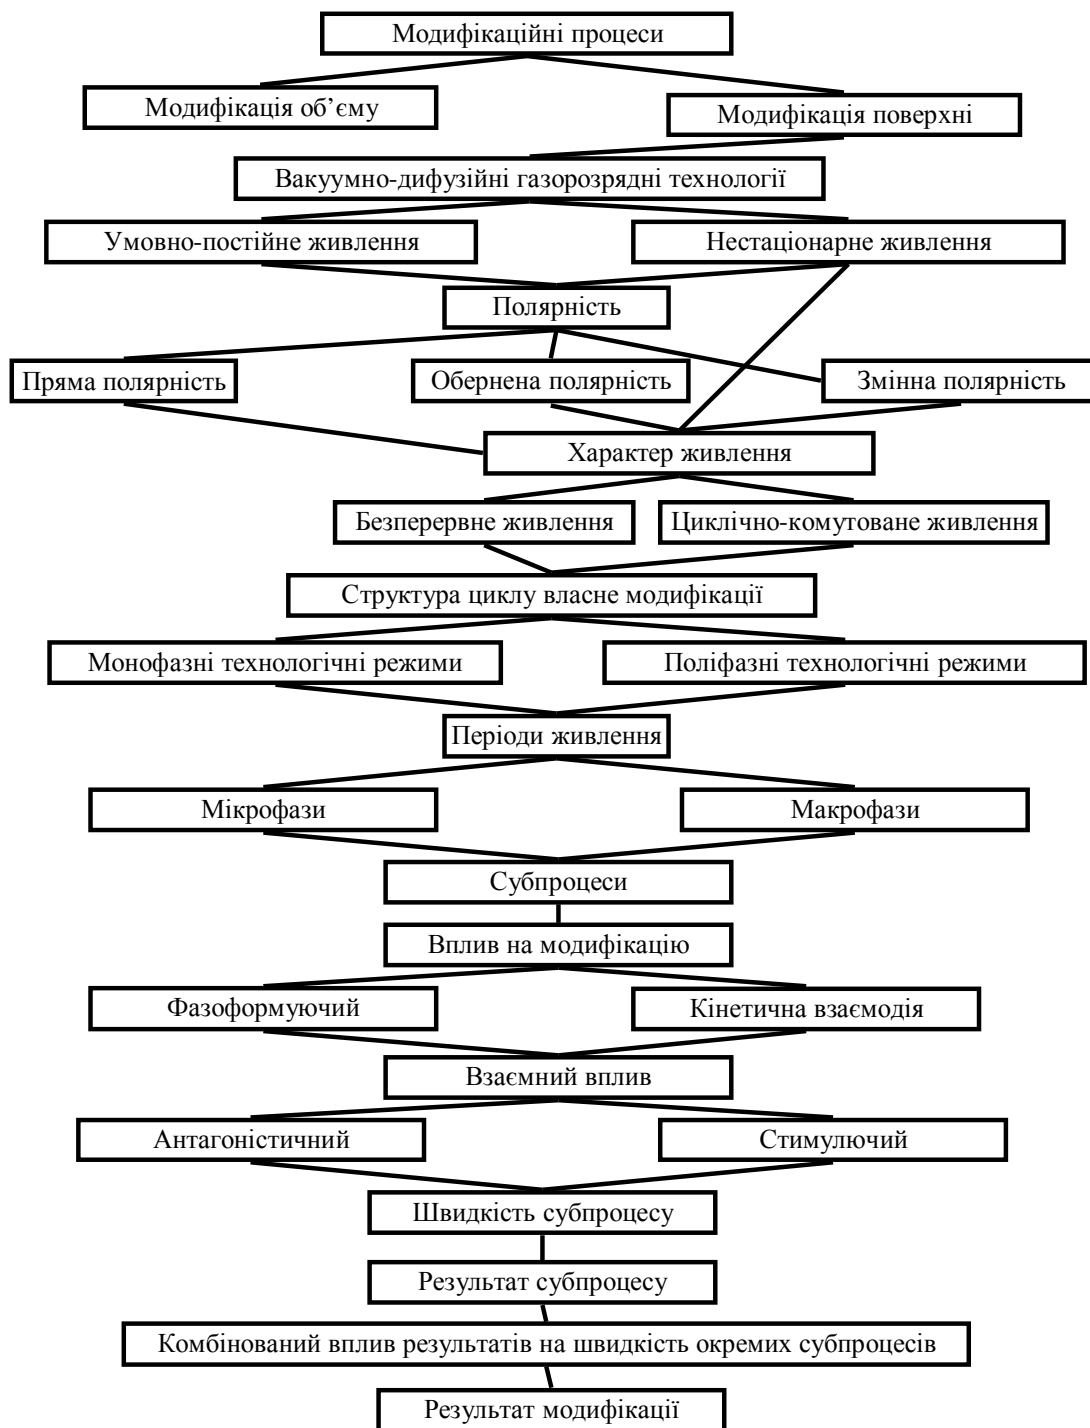 Модифікаційні процеси
Модифікація об’єму
Модифікація поверхні
Вакуумно-дифузійні газорозрядні технології
Умовно-постійне живлення
Нестаціонарне живлення
Полярність
Пряма полярність
Обернена полярність
Змінна полярність
Характер живлення
Безперервне живлення
Циклічно-комутоване живлення
Структура циклу власне модифікації
Монофазні технологічні режими
Поліфазні технологічні режими
Періоди живлення
Мікрофази
Макрофази
Субпроцеси
Вплив на модифікацію
Фазоформуючий
Кінетична взаємодія
Взаємний вплив
Антагоністичний
Стимулючий
Швидкість субпроцесу
Результат субпроцесу
Комбінований вплив результатів на швидкість окремих субпроцесів
Результат модифікації